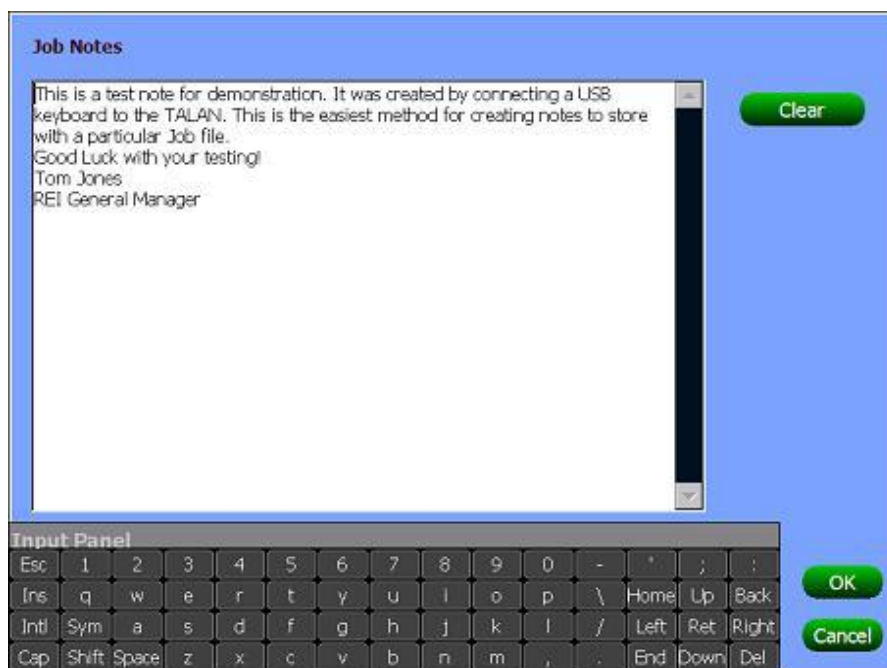 Job Notes
This is a test note for demonstration. It was created by connecting a USB
keyboard to the TALAN. This is the easiest method for creating notes to store
with a particular Job file.
Good Luck with your testing!
Tom Jones
REI General Manager
Clear
Input Panel
Esc 1 2 3 4 5 6 7 8 9 0 - ' ; :
Ins q w e r t y u i o p \ Home Up Back
Intl Sym a s d f g h j k l / Left Ret Right
Cap Shift Space z x c v b n m , . End Down Del
OK
Cancel